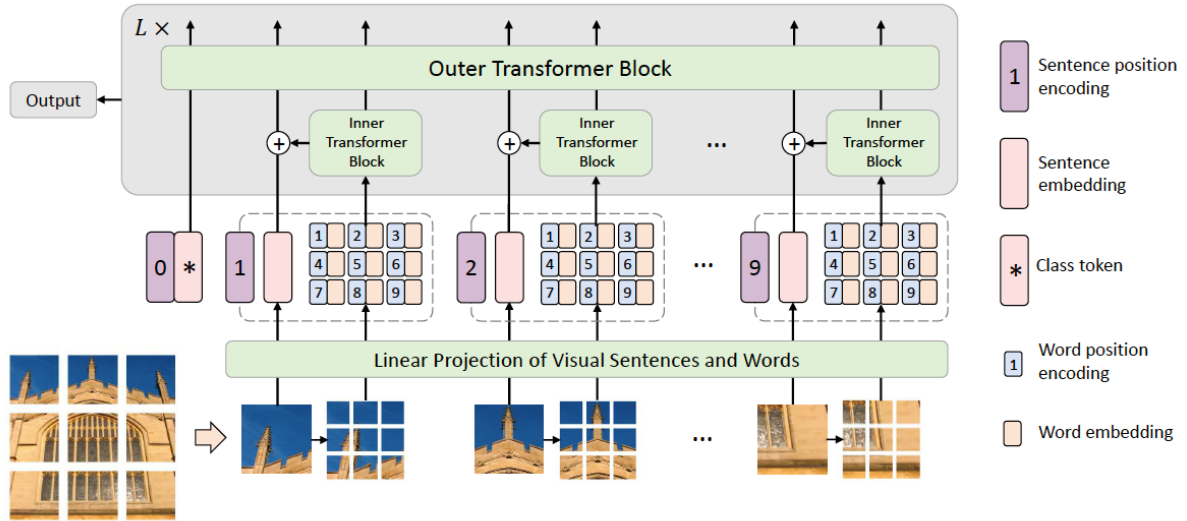 L ×
Outer Transformer Block
Output
Inner
Transformer
Block
Inner
Transformer
Block
Inner
Transformer
Block
+
+
...
+
0 * 1 1 2 3 2 1 2 3 9 1 2 3
4 5 6 4 5 6 ... 4 5 6
7 8 9 7 8 9 7 8 9
Linear Projection of Visual Sentences and Words
...
1 Sentence position
encoding
Sentence
embedding
* Class token
1 Word position
encoding
Word embedding